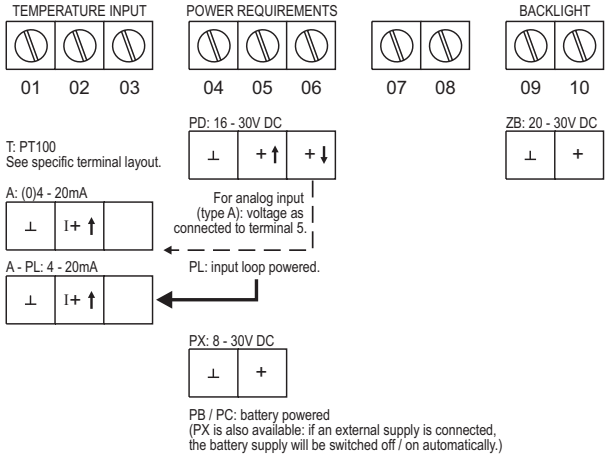 TEMPERATURE INPUT POWER REQUIREMENTS BACKLIGHT
01 02 03 04 05 06 07 08 09 10
T: PT100
See specific terminal layout.
PD: 16 - 30V DC
⊥ + ↑ + ↓
ZB: 20 - 30V DC
⊥ +
A: (0)4 - 20mA
⊥ I+ ↑
For analog input
(type A): voltage as
connected to terminal 5.
A - PL: 4 - 20mA
⊥ I+ ↑
PL: input loop powered.
PX: 8 - 30V DC
⊥ +
PB / PC: battery powered
(PX is also available: if an external supply is connected,
the battery supply will be switched off / on automatically.)